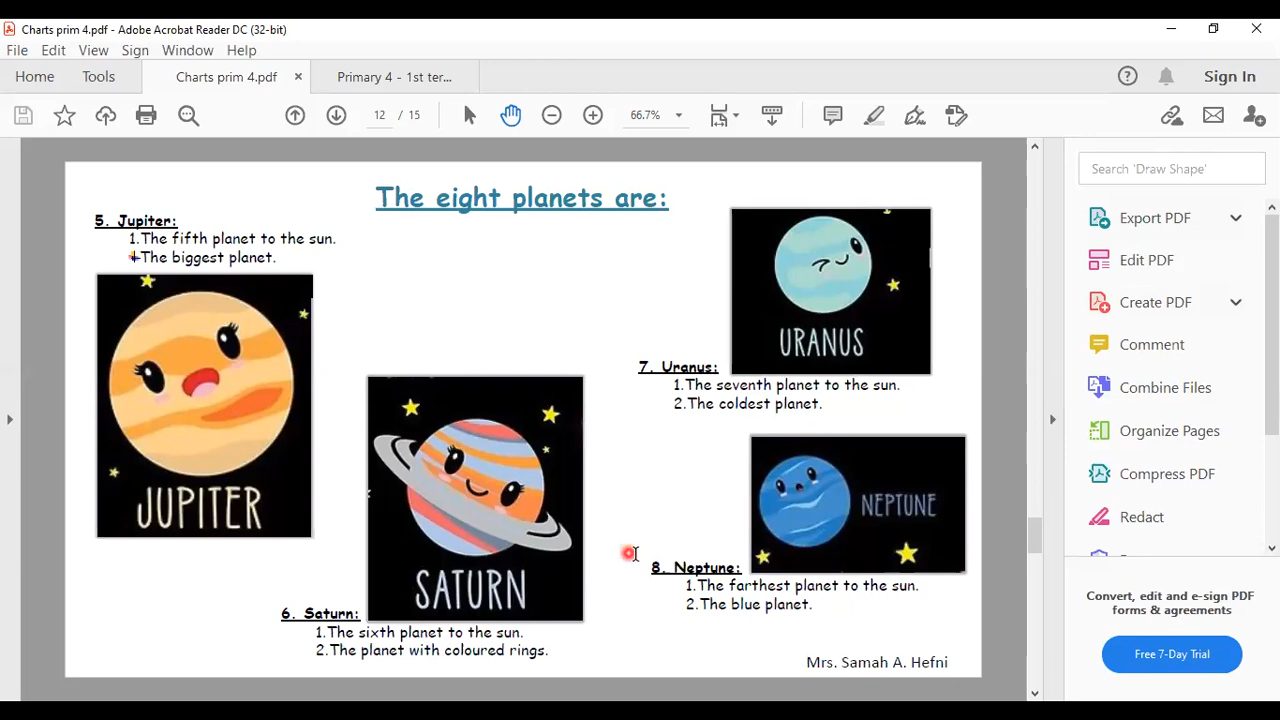 Charts prim 4.pdf - Adobe Acrobat Reader DC (32-bit)
File Edit View Sign Window Help
Home Tools Charts prim 4.pdf × Primary 4 - 1st ter... Sign In
12 / 15 66.7%
The eight planets are:
5. Jupiter:
1.The fifth planet to the sun.
The biggest planet.
JUPITER
SATURN
6. Saturn:
1.The sixth planet to the sun.
2.The planet with coloured rings.
URANUS
7. Uranus:
1.The seventh planet to the sun.
2.The coldest planet.
NEPTUNE
8. Neptune:
1.The farthest planet to the sun.
2.The blue planet.
Mrs. Samah A. Hefni
Search 'Draw Shape'
Export PDF
Edit PDF
Create PDF
Comment
Combine Files
Organize Pages
Compress PDF
Redact
Convert, edit and e-sign PDF
forms & agreements
Free 7-Day Trial